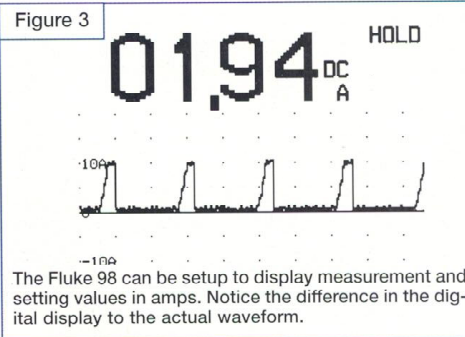 Figure 3
HOLD
01,94 DC A
10A
0
-10A
The Fluke 98 can be setup to display measurement and
setting values in amps. Notice the difference in the dig-
ital display to the actual waveform.